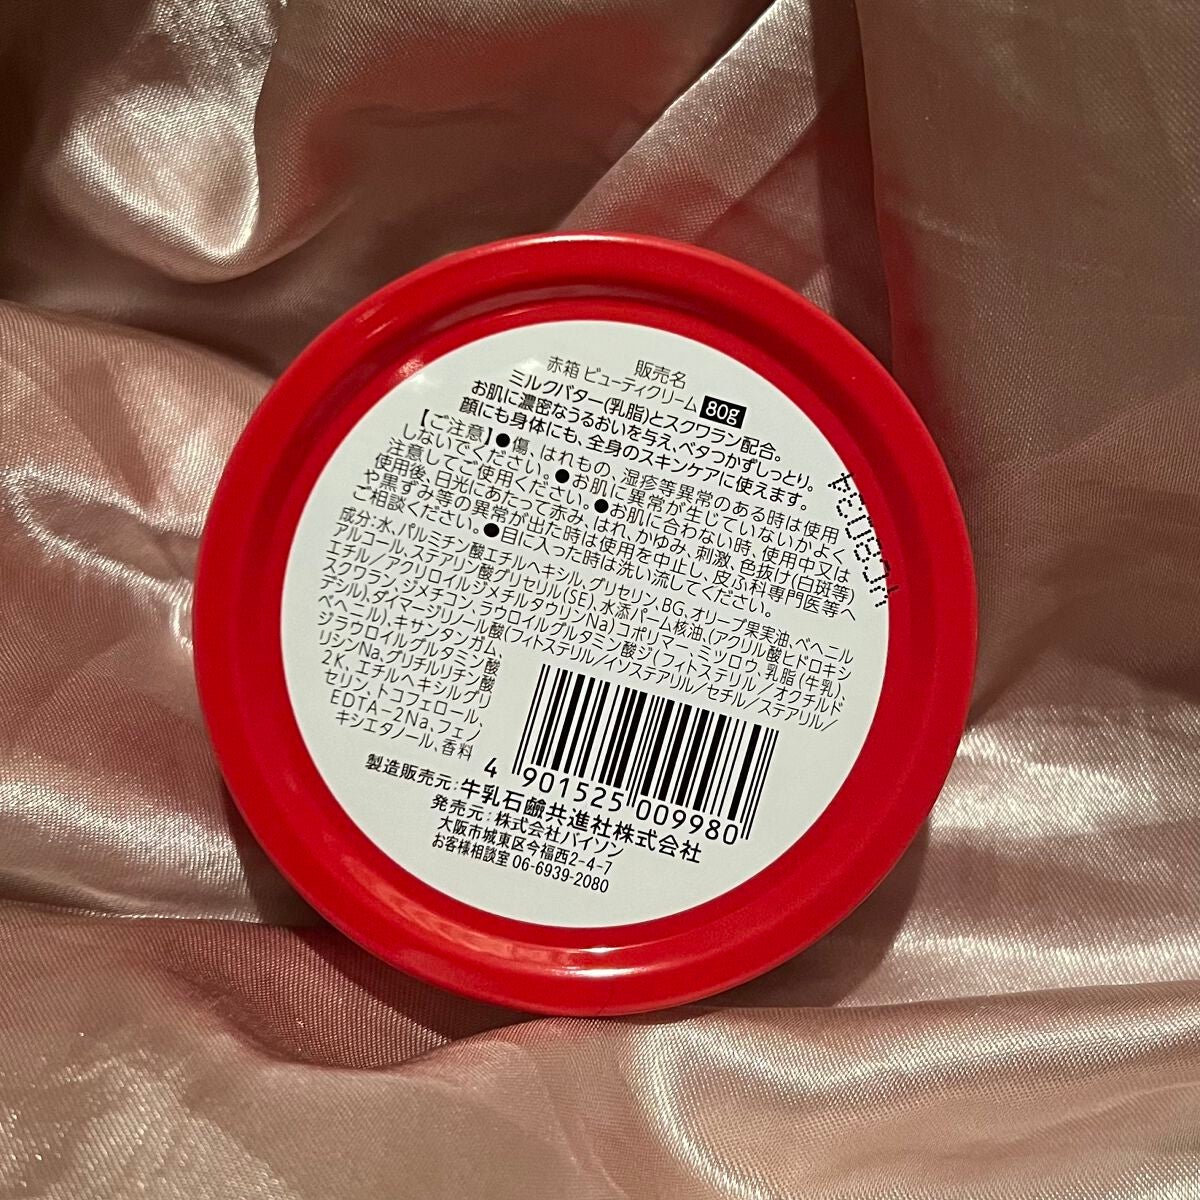 販売名
赤箱 ビューティクリーム 80g
ミルクバター(乳脂)とスクワラン配合。
お肌に濃密なうるおいを与え、ベタつかずしっとり。
顔にも身体にも、全身のスキンケアに使えます。
【ご注意】●傷、はれもの、湿疹等異常のある時は使用
しないでください。●お肌に異常が生じていないかよく
注意してご使用ください。●お肌に合わない時、使用中又は
使用後、日光にあたって赤み、はれ、かゆみ、刺激、色抜け(白斑等)
や黒ずみ等の異常が出た時は使用を中止し、皮ふ科専門医等へ
ご相談ください。●目に入った時は洗い流してください。
成分:水、パルミチン酸エチルヘキシル、グリセリン、BG、オリーブ果実油、ベヘニル
アルコール、ステアリン酸グリセリル(SE)、水添パーム核油、(アクリル酸ヒドロキシ
エチル/アクリロイルジメチルタウリンNa)コポリマー、ミツロウ、乳脂(牛乳)、
スクワラン、ジメチコン、ラウロイルグルタミン酸ジ(フィトステリル/オクチルド
デシル)、ダイマージリノール酸(フィトステリル/イソステアリル/セチル/ステアリル/
ベヘニル)、キサンタンガム、
ジラウロイルグルタミン酸
リシンNa、グリチルリチン酸
2K、エチルヘキシルグリ
セリン、トコフェロール、
EDTA-2Na、フェノ
キシエタノール、香料
4 901525 009980
製造販売元:牛乳石鹼共進社株式会社
発売元:株式会社バイソン
大阪市城東区今福西2-4-7
お客様相談室 06-6939-2080